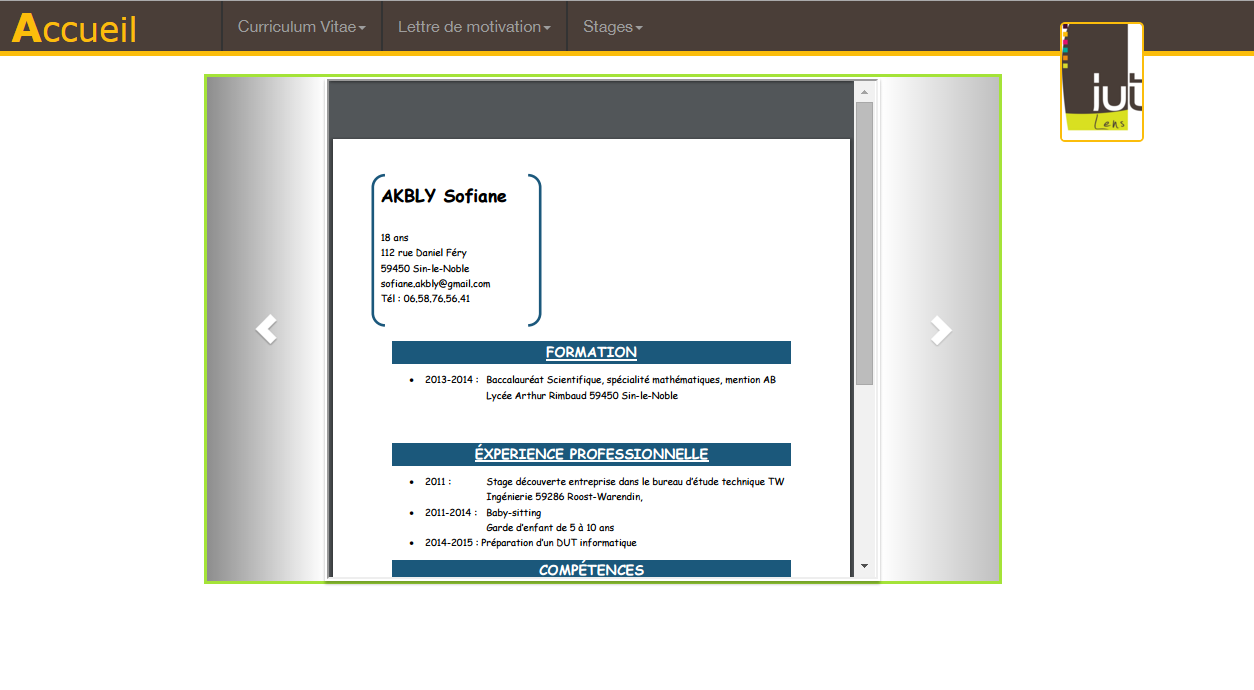 Accueil
Curriculum Vitae
Lettre de motivation
Stages
iut
Lens
AKBLY Sofiane
18 ans
112 rue Daniel Féry
59450 Sin-le-Noble
sofiane.akbly@gmail.com
Tél : 06.58.76.56.41
FORMATION
• 2013-2014 : Baccalauréat Scientifique, spécialité mathématiques, mention AB
Lycée Arthur Rimbaud 59450 Sin-le-Noble
ÉXPERIENCE PROFESSIONNELLE
• 2011 : Stage découverte entreprise dans le bureau d'étude technique TW
Ingénierie 59286 Roost-Warendin,
• 2011-2014 : Baby-sitting
Garde d'enfant de 5 à 10 ans
• 2014-2015 : Préparation d'un DUT informatique
COMPÉTENCES